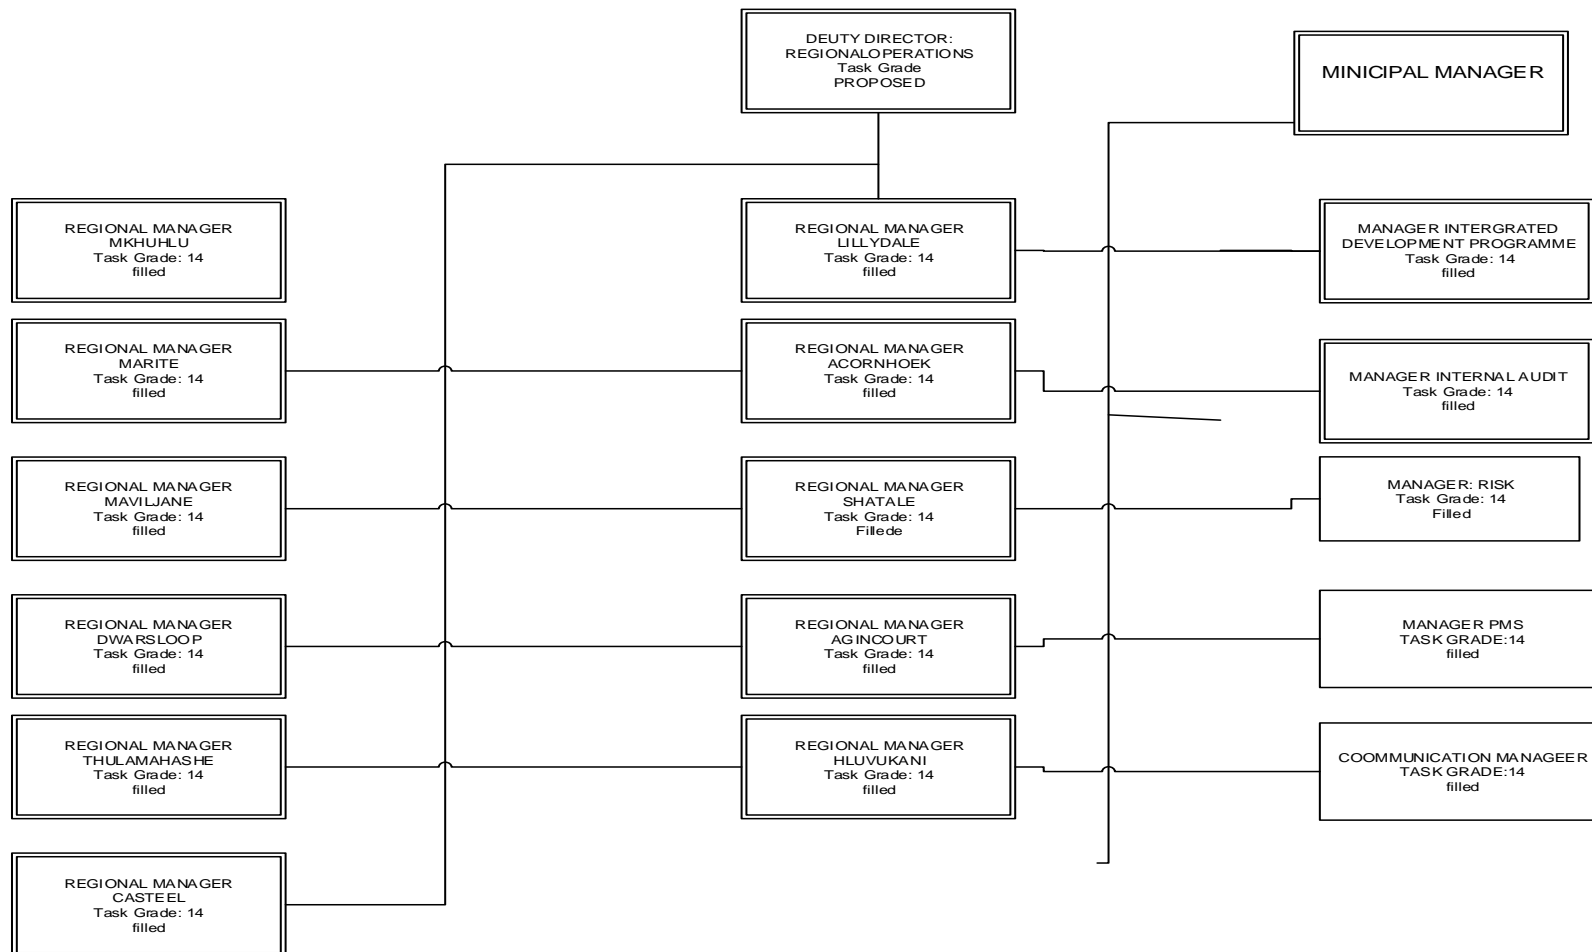 DEUTY DIRECTOR:
REGIONALOPERATIONS
Task Grade
PROPOSED
MINICIPAL MANAGER
REGIONAL MANAGER
MKHUHLU
Task Grade: 14
filled
REGIONAL MANAGER
LILLYDALE
Task Grade: 14
filled
MANAGER INTERGRATED
DEVELOPMENT PROGRAMME
Task Grade: 14
filled
REGIONAL MANAGER
MARITE
Task Grade: 14
filled
REGIONAL MANAGER
ACORNHOEK
Task Grade: 14
filled
MANAGER INTERNAL AUDIT
Task Grade: 14
filled
REGIONAL MANAGER
MAVILJANE
Task Grade: 14
filled
REGIONAL MANAGER
SHATALE
Task Grade: 14
Fillede
MANAGER: RISK
Task Grade: 14
Filled
REGIONAL MANAGER
DWARSLOOP
Task Grade: 14
filled
REGIONAL MANAGER
AGINCOURT
Task Grade: 14
filled
MANAGER PMS
TASK GRADE:14
filled
REGIONAL MANAGER
THULAMAHASHE
Task Grade: 14
filled
REGIONAL MANAGER
HLUVUKANI
Task Grade: 14
filled
COOMMUNICATION MANAGEER
TASK GRADE:14
filled
REGIONAL MANAGER
CASTEEL
Task Grade: 14
filled